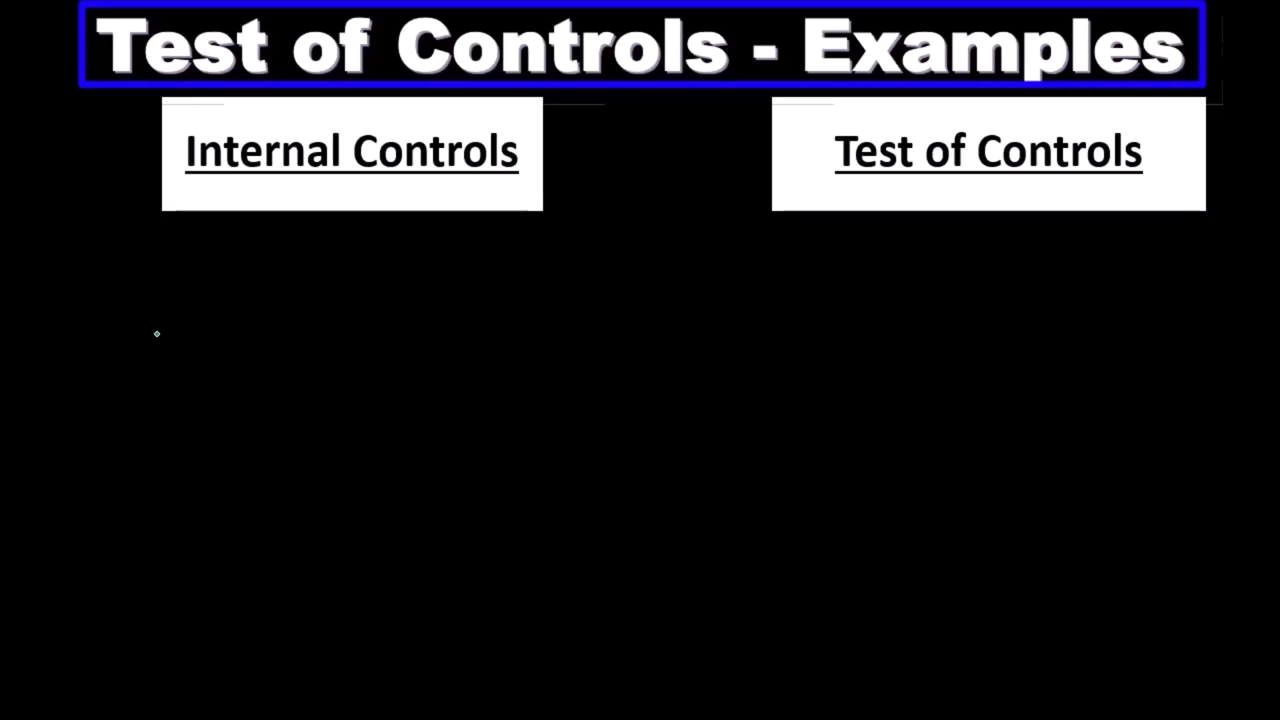 Test of Controls - Examples
Internal Controls
Test of Controls